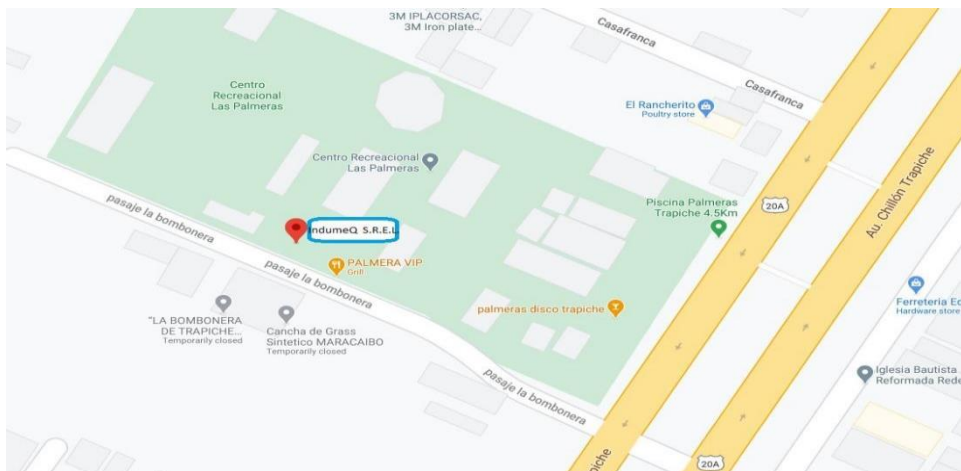 3M IPLACORSAC,
3M Iron plate...
Casafranca
Casafranca
Centro
Recreacional
Las Palmeras
El Rancherito
Poultry store
Centro Recreacional
Las Palmeras
Au. Chillón Trapiche
pasaje la bombonera
Piscina Palmeras
Trapiche 4.5Km
20A
IndumeQ S.R.E.L
PALMERA VIP
Grill
pasaje la bombonera
"LA BOMBONERA
DE TRAPICHE...
Temporarily closed
Cancha de Grass
Sintetico MARACAIBO
Temporarily closed
palmeras disco trapiche
Ferreteria Ed
Hardware store
Iglesia Bautista
Reformada Rede
pasaje la bombonera
piche
20A